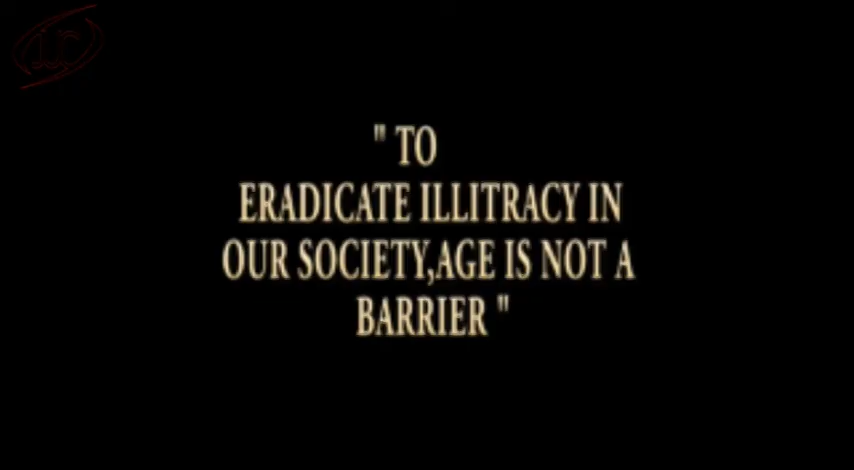 " TO
ERADICATE ILLITRACY IN
OUR SOCIETY,AGE IS NOT A
BARRIER "